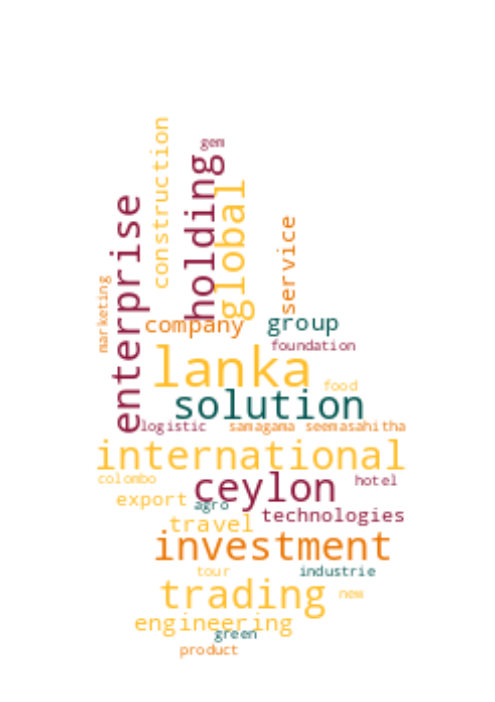 construction
gem
holding
global
enterprise
service
marketing
company
group
foundation
lanka
food
solution
logistic
samagama seemasahitha
international
colombo
ceylon
hotel
export
agro
technologies
travel
investment
tour
industrie
trading
new
engineering
green
product